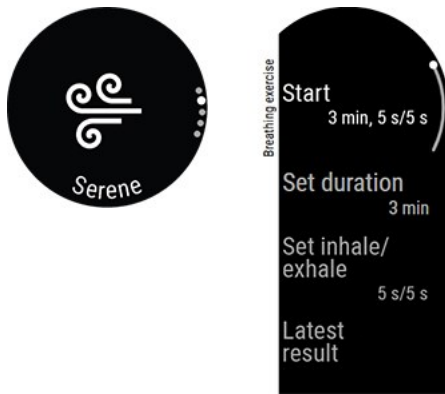 Serene
Breathing exercise
Start
3 min, 5 s/5 s
Set duration
3 min
Set inhale/
exhale
5 s/5 s
Latest
result